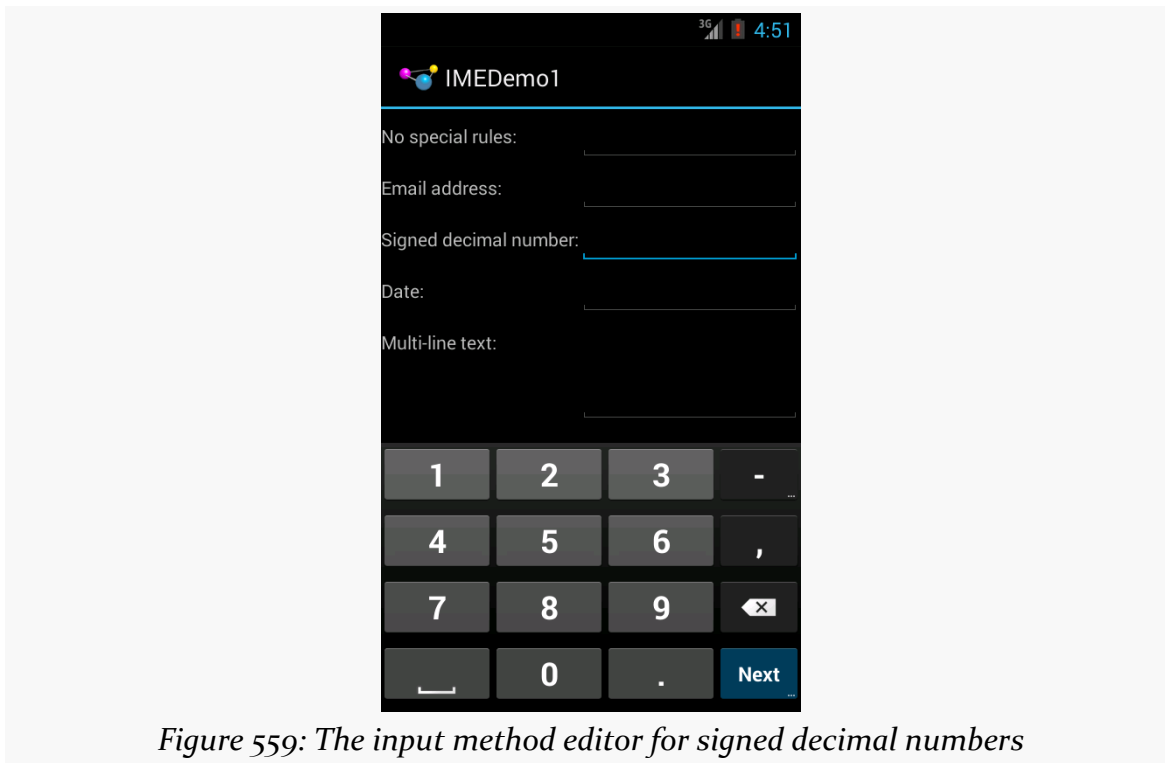 3G 4:51
IMEDemo1
No special rules:
Email address:
Signed decimal number:
Date:
Multi-line text:
1 2 3 -
4 5 6 ,
7 8 9
0 . Next
Figure 559: The input method editor for signed decimal numbers